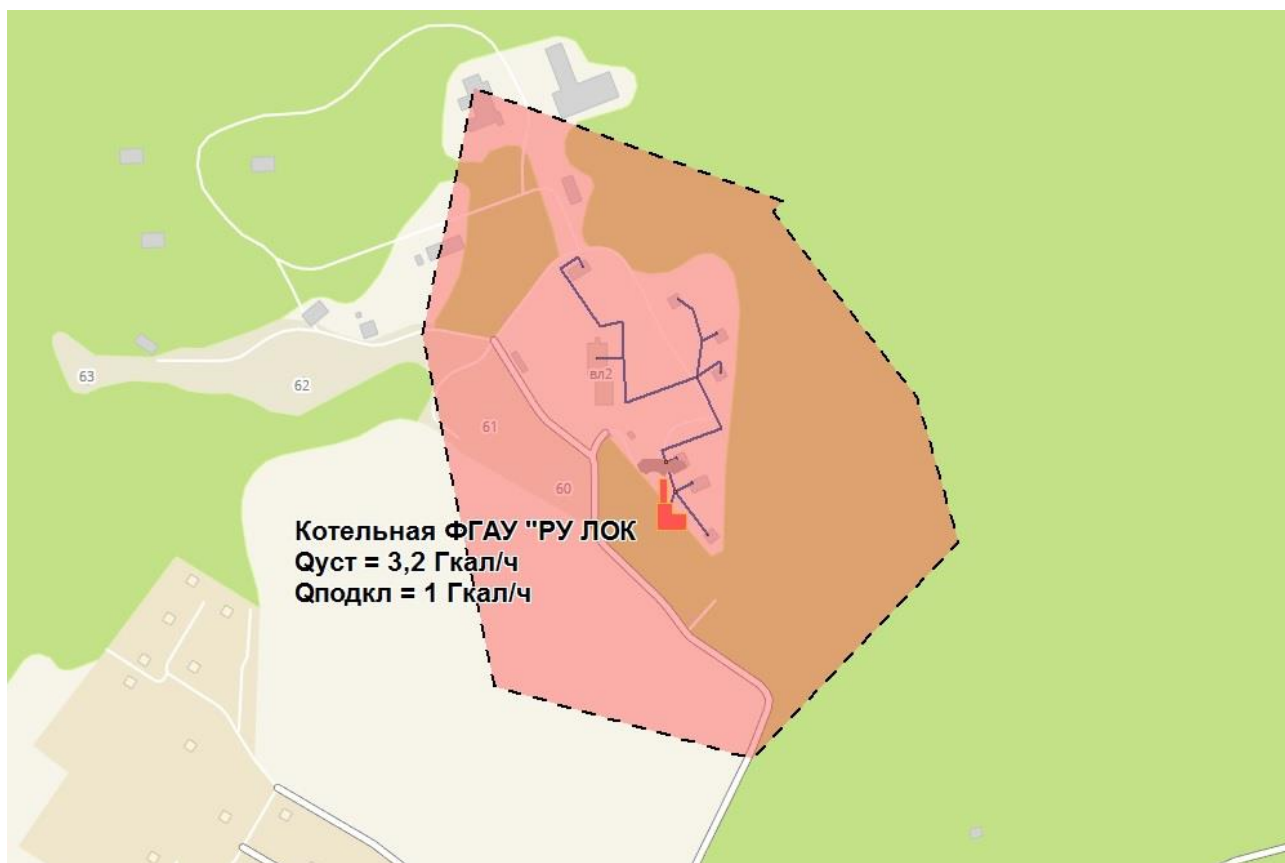 63
62
вл2
61
60
Котельная ФГАУ "РУ ЛОК
Qуст = 3,2 Гкал/ч
Qподкл = 1 Гкал/ч